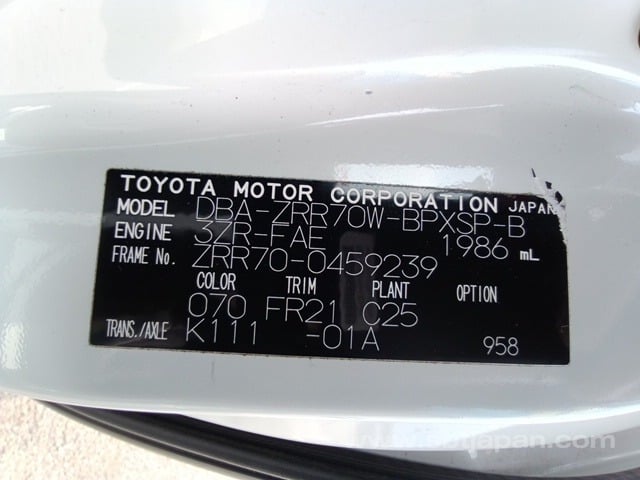 TOYOTA MOTOR CORPORATION JAPAN
MODEL DBA-ZRR70W-BPXSP-B
ENGINE 3ZR-FAE 1986 mL
FRAME No. ZRR70-0459239
COLOR TRIM PLANT OPTION
070 FR21 C25
TRANS./AXLE K111 -01A 958